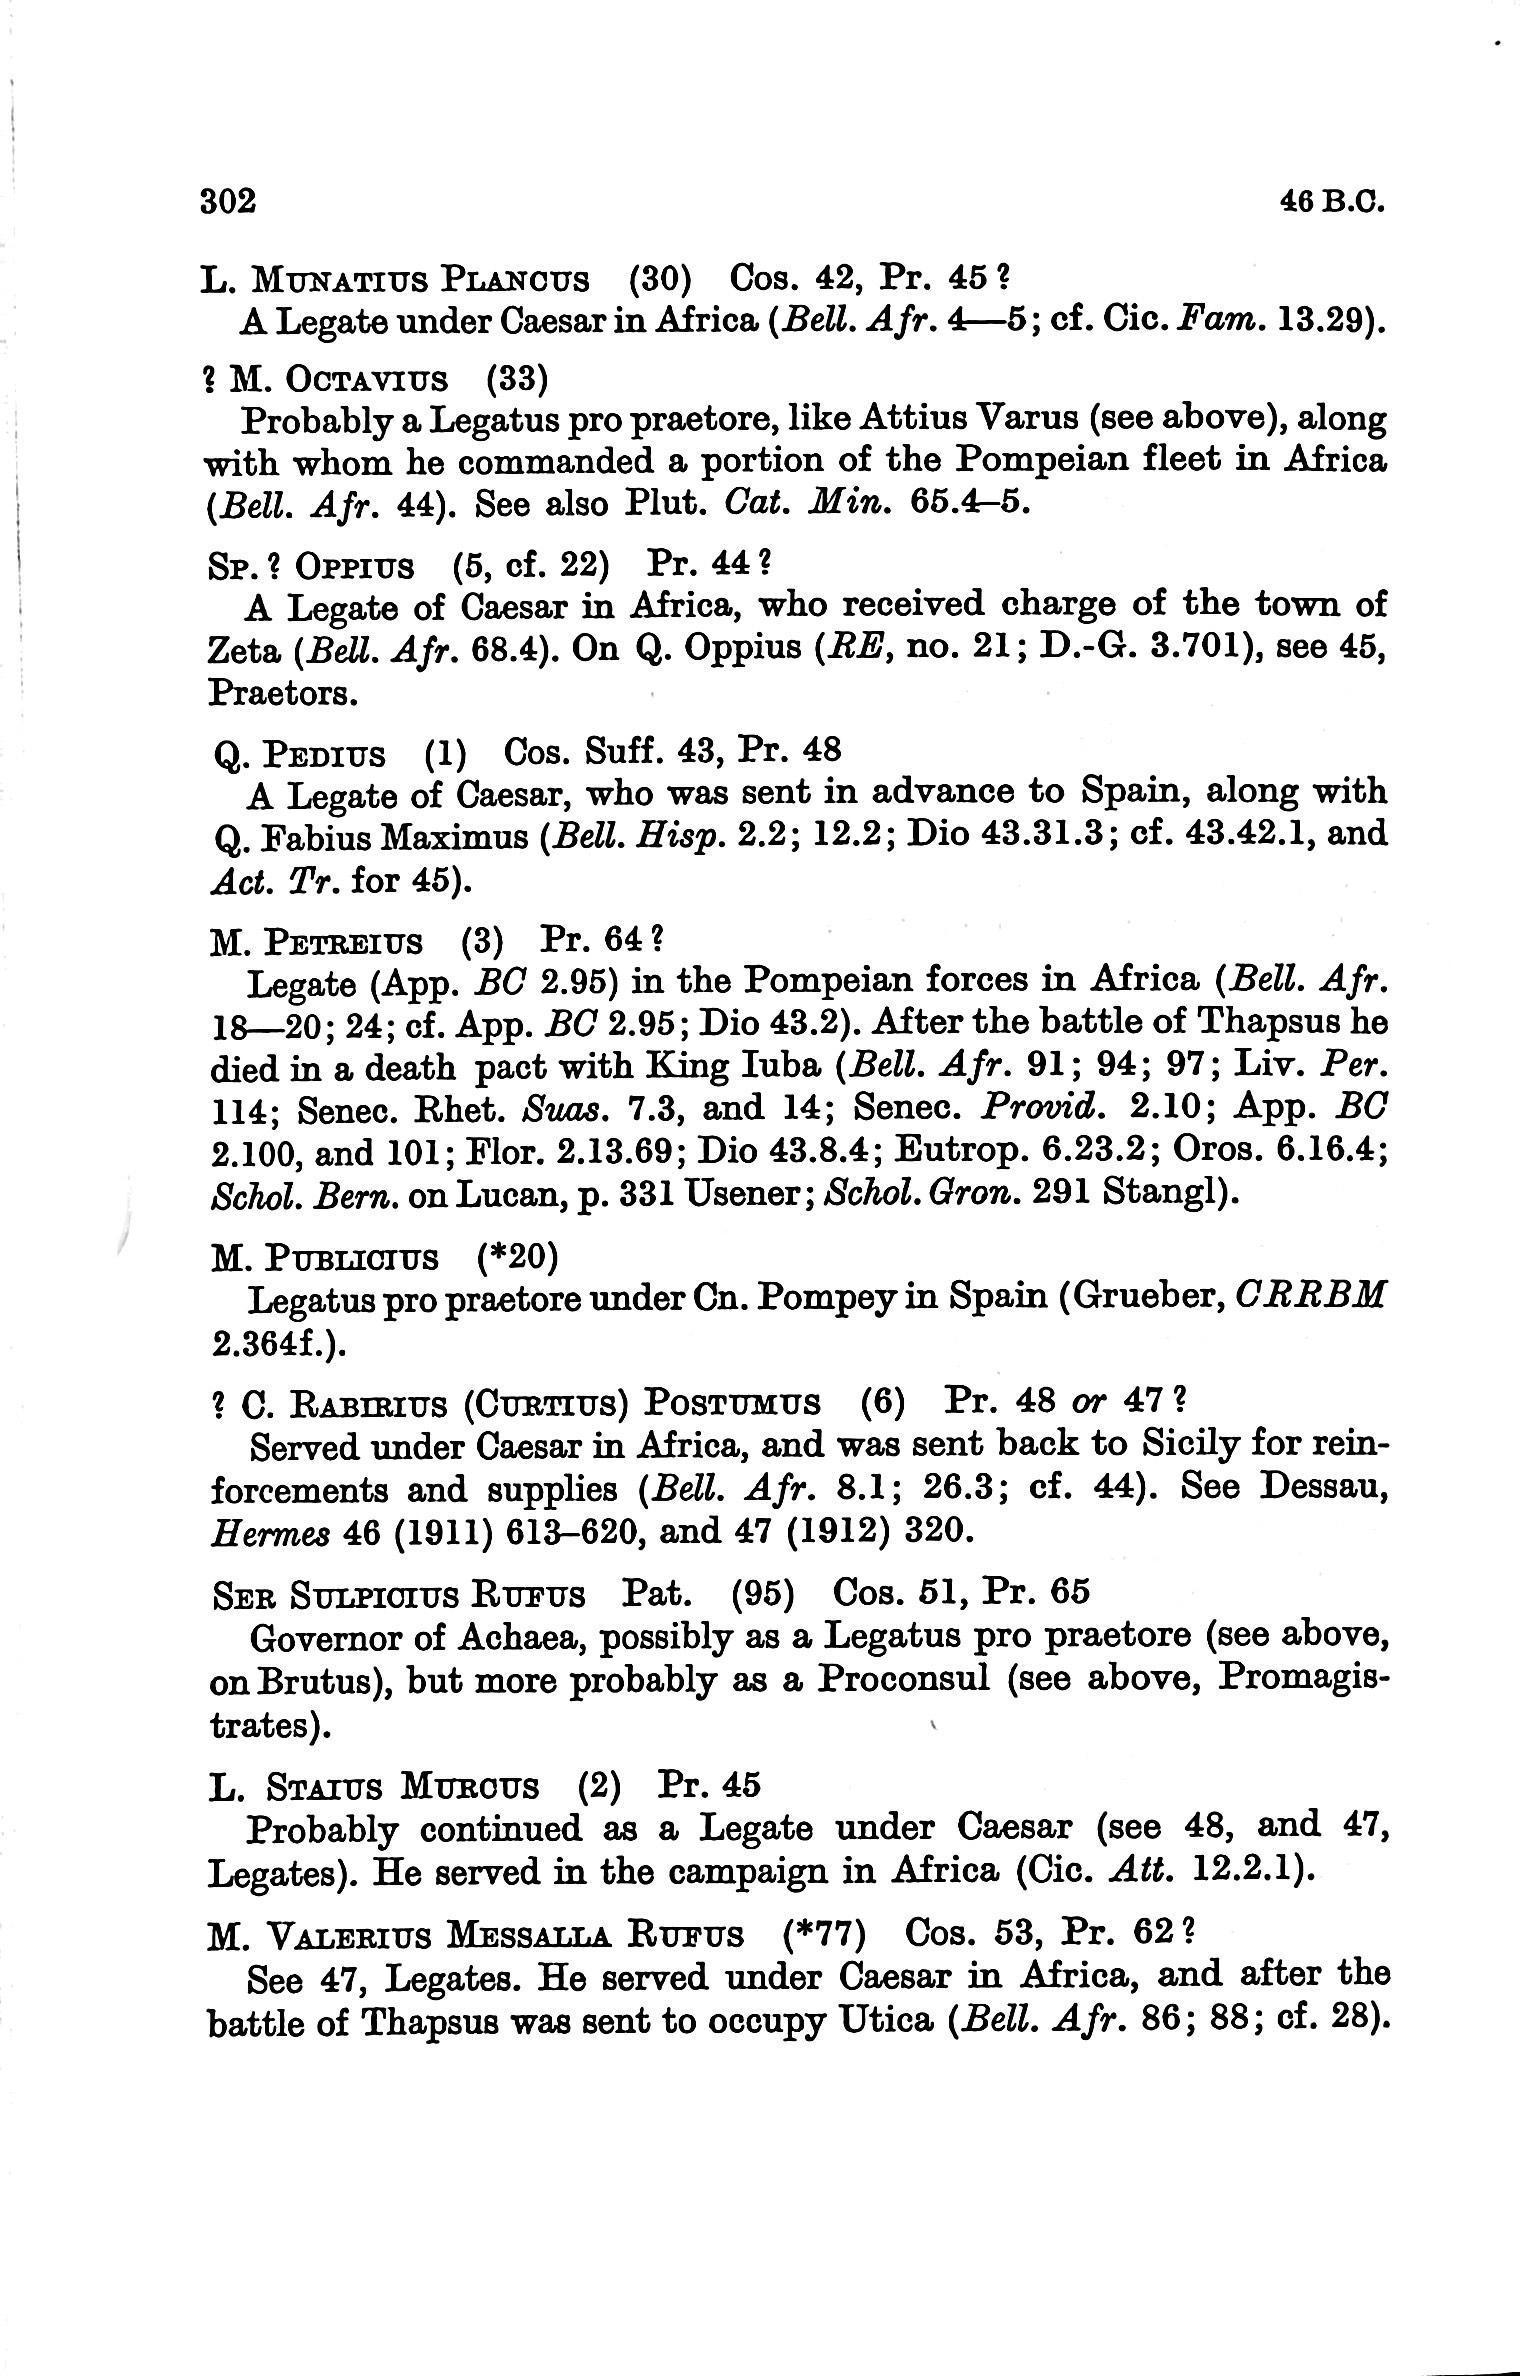 302 46 B.C.
L. Munatius Plancus (30) Cos. 42, Pr. 45?
A Legate under Caesar in Africa (Bell. Afr. 4—5; cf. Cic. Fam. 13.29).
? M. Octavius (33)
Probably a Legatus pro praetore, like Attius Varus (see above), along
with whom he commanded a portion of the Pompeian fleet in Africa
(Bell. Afr. 44). See also Plut. Cat. Min. 65.4–5.
Sp.? Oppius (5, cf. 22) Pr. 44?
A Legate of Caesar in Africa, who received charge of the town of
Zeta (Bell. Afr. 68.4). On Q. Oppius (RE, no. 21; D.-G. 3.701), see 45,
Praetors.
Q. Pedius (1) Cos. Suff. 43, Pr. 48
A Legate of Caesar, who was sent in advance to Spain, along with
Q. Fabius Maximus (Bell. Hisp. 2.2; 12.2; Dio 43.31.3; cf. 43.42.1, and
Act. Tr. for 45).
M. Petreius (3) Pr. 64?
Legate (App. BC 2.95) in the Pompeian forces in Africa (Bell. Afr.
18—20; 24; cf. App. BC 2.95; Dio 43.2). After the battle of Thapsus he
died in a death pact with King Iuba (Bell. Afr. 91; 94; 97; Liv. Per.
114; Senec. Rhet. Suas. 7.3, and 14; Senec. Provid. 2.10; App. BC
2.100, and 101; Flor. 2.13.69; Dio 43.8.4; Eutrop. 6.23.2; Oros. 6.16.4;
Schol. Bern. on Lucan, p. 331 Usener; Schol. Gron. 291 Stangl).
M. Publicius (*20)
Legatus pro praetore under Cn. Pompey in Spain (Grueber, CRRBM
2.364f.).
? C. Rabirius (Curtius) Postumus (6) Pr. 48 or 47?
Served under Caesar in Africa, and was sent back to Sicily for rein-
forcements and supplies (Bell. Afr. 8.1; 26.3; cf. 44). See Dessau,
Hermes 46 (1911) 613–620, and 47 (1912) 320.
Ser Sulpicius Rufus Pat. (95) Cos. 51, Pr. 65
Governor of Achaea, possibly as a Legatus pro praetore (see above,
on Brutus), but more probably as a Proconsul (see above, Promagis-
trates).
L. Staius Murcus (2) Pr. 45
Probably continued as a Legate under Caesar (see 48, and 47,
Legates). He served in the campaign in Africa (Cic. Att. 12.2.1).
M. Valerius Messalla Rufus (*77) Cos. 53, Pr. 62?
See 47, Legates. He served under Caesar in Africa, and after the
battle of Thapsus was sent to occupy Utica (Bell. Afr. 86; 88; cf. 28).